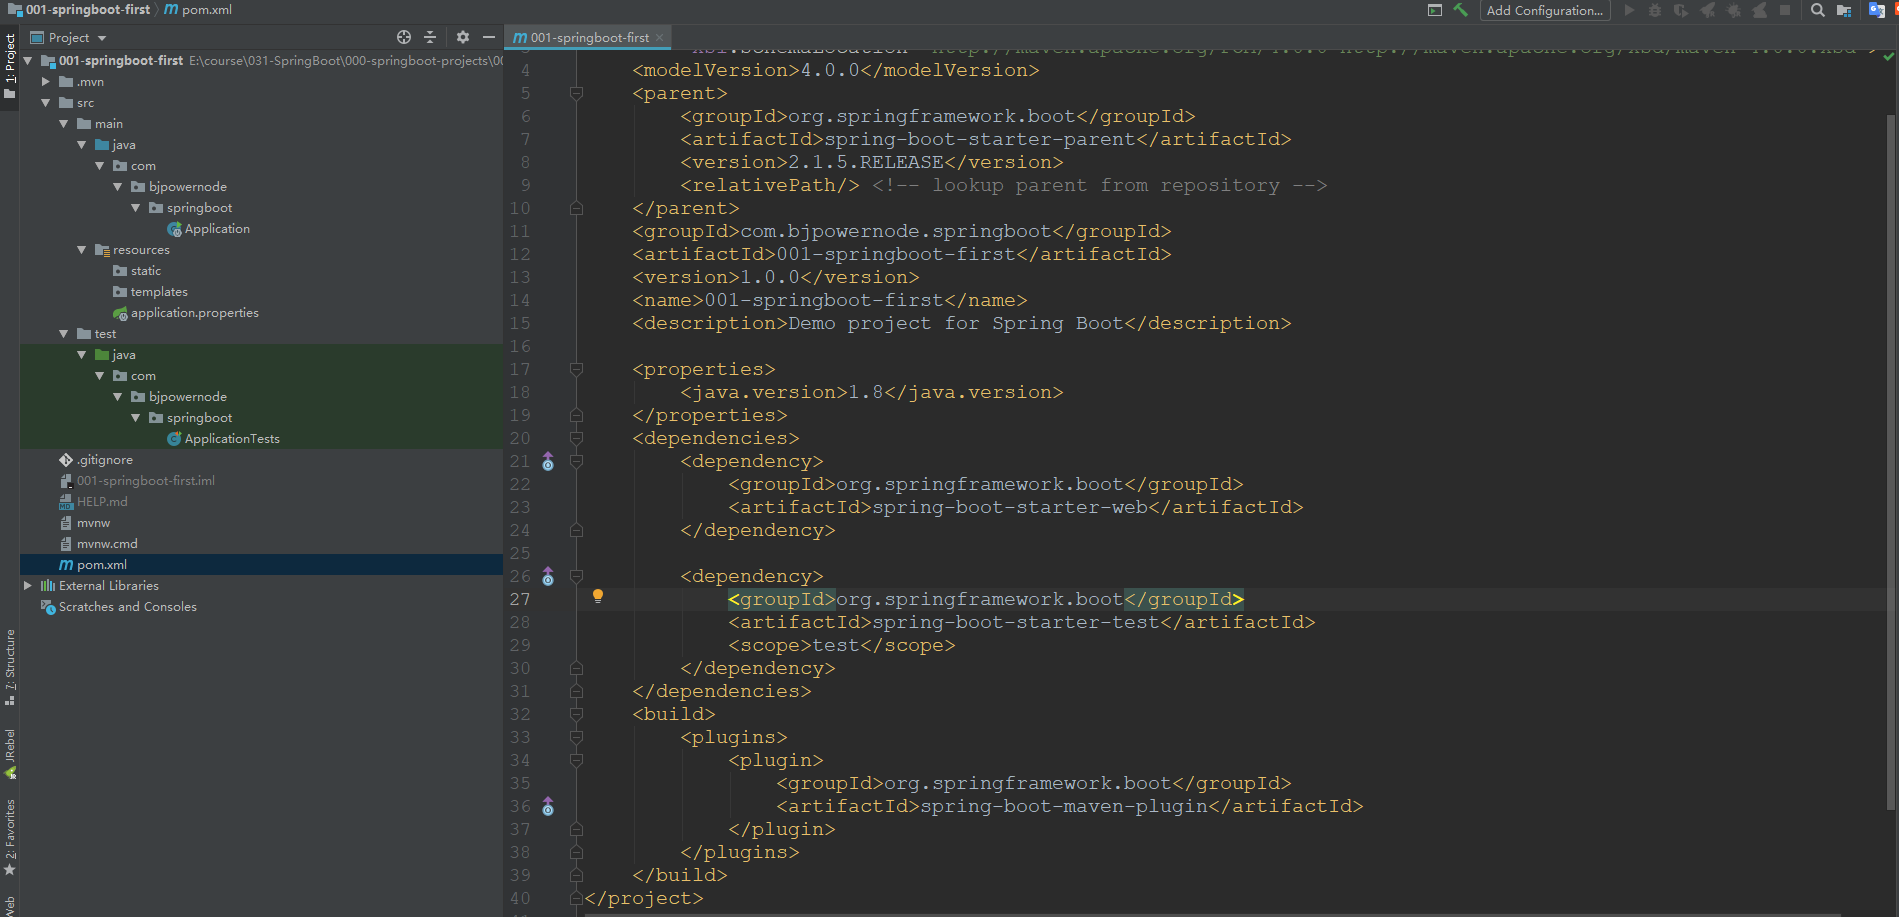 001-springboot-first
pom.xml
Add Configuration...
Project
001-springboot-first
1: Project
001-springboot-first E:\course\031-SpringBoot\000-springboot-projects\00
.mvn
src
main
java
com
bjpowernode
springboot
Application
resources
static
templates
application.properties
test
java
com
bjpowernode
springboot
ApplicationTests
.gitignore
001-springboot-first.iml
HELP.md
mvnw
mvnw.cmd
pom.xml
External Libraries
Scratches and Consoles
7: Structure
JRebel
2: Favorites
Web
4 <modelVersion>4.0.0</modelVersion>
5 <parent>
6 <groupId>org.springframework.boot</groupId>
7 <artifactId>spring-boot-starter-parent</artifactId>
8 <version>2.1.5.RELEASE</version>
9 <relativePath/> <!-- lookup parent from repository -->
10 </parent>
11 <groupId>com.bjpowernode.springboot</groupId>
12 <artifactId>001-springboot-first</artifactId>
13 <version>1.0.0</version>
14 <name>001-springboot-first</name>
15 <description>Demo project for Spring Boot</description>
16
17 <properties>
18 <java.version>1.8</java.version>
19 </properties>
20 <dependencies>
21 <dependency>
22 <groupId>org.springframework.boot</groupId>
23 <artifactId>spring-boot-starter-web</artifactId>
24 </dependency>
25
26 <dependency>
27 <groupId>org.springframework.boot</groupId>
28 <artifactId>spring-boot-starter-test</artifactId>
29 <scope>test</scope>
30 </dependency>
31 </dependencies>
32 <build>
33 <plugins>
34 <plugin>
35 <groupId>org.springframework.boot</groupId>
36 <artifactId>spring-boot-maven-plugin</artifactId>
37 </plugin>
38 </plugins>
39 </build>
40 </project>